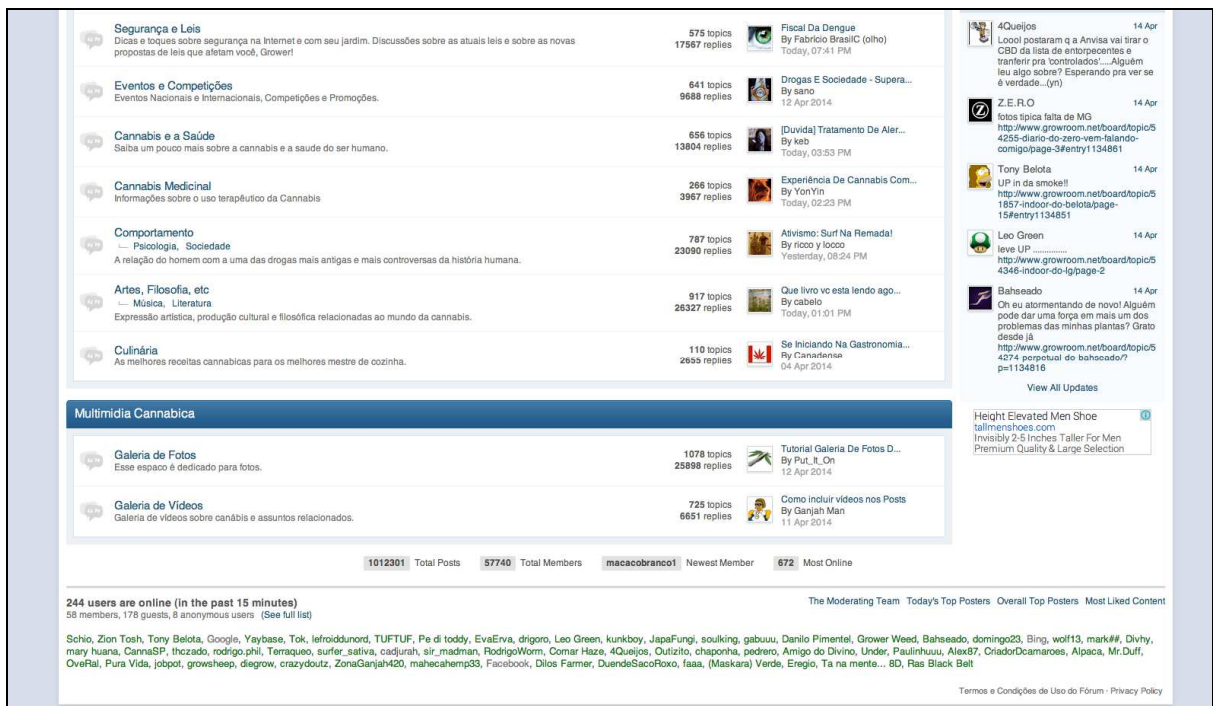 Segurança e Leis
Dicas e toques sobre segurança na Internet e com seu jardim. Discussões sobre as atuais leis e sobre as novas
propostas de leis que afetam você, Grower!
575 topics
17567 replies
Fiscal Da Dengue
By Fabricio BrasilC (olho)
Today, 07:41 PM
Eventos e Competições
Eventos Nacionais e Internacionais, Competições e Promoções.
641 topics
9688 replies
Drogas E Sociedade - Supera...
By sano
12 Apr 2014
Cannabis e a Saúde
Saiba um pouco mais sobre a cannabis e a saude do ser humano.
656 topics
13804 replies
[Duvida] Tratamento De Aler...
By keb
Today, 03:53 PM
Cannabis Medicinal
Informações sobre o uso terapêutico da Cannabis
266 topics
3967 replies
Experiência De Cannabis Com...
By YonYin
Today, 02:23 PM
Comportamento
Psicologia, Sociedade
A relação do homem com a uma das drogas mais antigas e mais controversas da história humana.
787 topics
23090 replies
Ativismo: Surf Na Remada!
By ricco y locco
Yesterday, 08:24 PM
Artes, Filosofia, etc
Música, Literatura
Expressão artística, produção cultural e filosófica relacionadas ao mundo da cannabis.
917 topics
26327 replies
Que livro vc esta lendo ago...
By cabelo
Today, 01:01 PM
Culinária
As melhores receitas cannabicas para os melhores mestre de cozinha.
110 topics
2655 replies
Se Iniciando Na Gastronomia...
By Canadense
04 Apr 2014
Multimidia Cannabica
Galeria de Fotos
Esse espaco é dedicado para fotos.
1078 topics
25898 replies
Tutorial Galeria De Fotos D...
By Put_It_On
12 Apr 2014
Galeria de Vídeos
Galeria de vídeos sobre canábis e assuntos relacionados.
725 topics
6651 replies
Como incluir vídeos nos Posts
By Ganjah Man
11 Apr 2014
4Queijos 14 Apr
Loool postaram q a Anvisa vai tirar o
CBD da lista de entorpecentes e
tranferir pra 'controlados'.....Alguém
leu algo sobre? Esperando pra ver se
é verdade...(yn)
Z.E.R.O 14 Apr
fotos tipica falta de MG
http://www.growroom.net/board/topic/5
4255-diario-do-zero-vem-falando-
comigo/page-3#entry1134861
Tony Belota 14 Apr
UP in da smoke!!
http://www.growroom.net/board/topic/5
1857-indoor-do-belota/page-
15#entry1134851
Leo Green 14 Apr
leve UP ...............
http://www.growroom.net/board/topic/5
4346-indoor-do-lg/page-2
Bahseado 14 Apr
Oh eu atormentando de novo! Alguém
pode dar uma força em mais um dos
problemas das minhas plantas? Grato
desde já
http://www.growroom.net/board/topic/5
4274-perpetual-do-bahseado/?
p=1134816
View All Updates
Height Elevated Men Shoe
tallmenshoes.com
Invisibly 2-5 Inches Taller For Men
Premium Quality & Large Selection
1012301 Total Posts 57740 Total Members macacobranco1 Newest Member 672 Most Online
244 users are online (in the past 15 minutes)
58 members, 178 guests, 8 anonymous users (See full list)
The Moderating Team Today's Top Posters Overall Top Posters Most Liked Content
Schio, Zion Tosh, Tony Belota, Google, Yaybase, Tok, lefroiddunord, TUFTUF, Pe di toddy, EvaErva, drigoro, Leo Green, kunkboy, JapaFungi, soulking, gabuuu, Danilo Pimentel, Grower Weed, Bahseado, domingo23, Bing, wolf13, mark##, Divhy,
mary huana, CannaSP, thczado, rodrigo.phil, Terraqueo, surfer_sativa, cadjurah, sir_madman, RodrigoWorm, Comar Haze, 4Queijos, Outizito, chaponha, pedrero, Amigo do Divino, Under, Paulinhuuu, Alex87, CriadorDcamaroes, Alpaca, Mr.Duff,
OveRal, Pura Vida, jobpot, growsheep, diegrow, crazydoutz, ZonaGanjah420, mahecahemp33, Facebook, Dilos Farmer, DuendeSacoRoxo, faaa, (Maskara) Verde, Eregio, Ta na mente... 8D, Ras Black Belt
Termos e Condições de Uso do Fórum · Privacy Policy